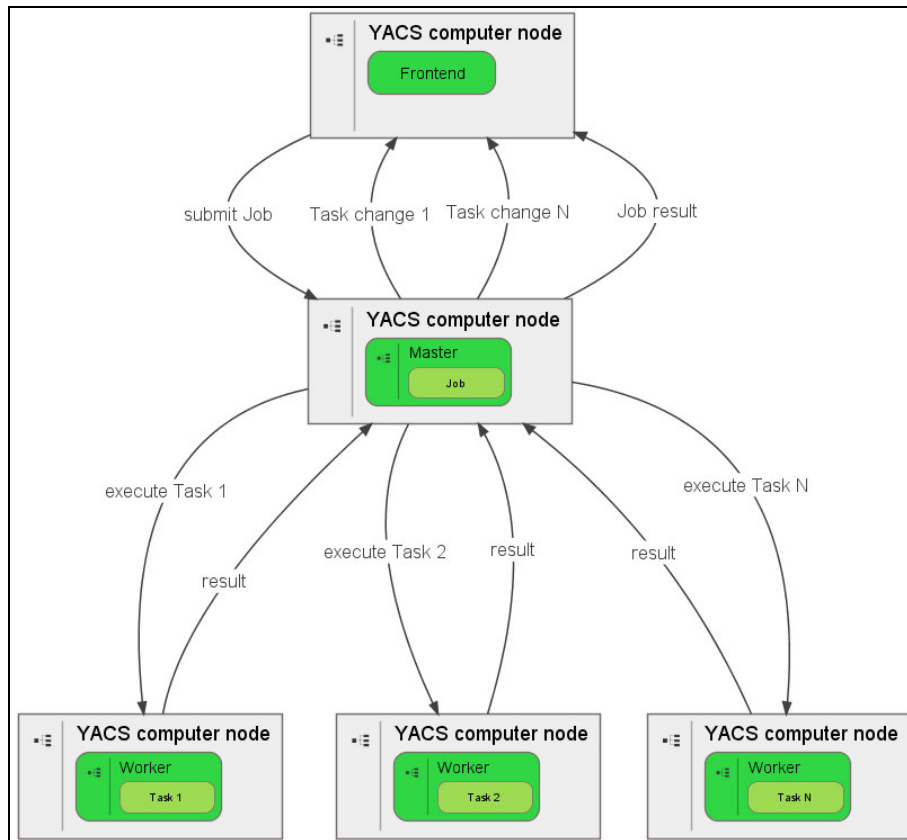 YACS computer node
Frontend
submit Job
Task change 1
Task change N
Job result
YACS computer node
Master
Job
execute Task 1
execute Task N
execute Task 2
result
result
result
YACS computer node
Worker
Task 1
YACS computer node
Worker
Task 2
YACS computer node
Worker
Task N